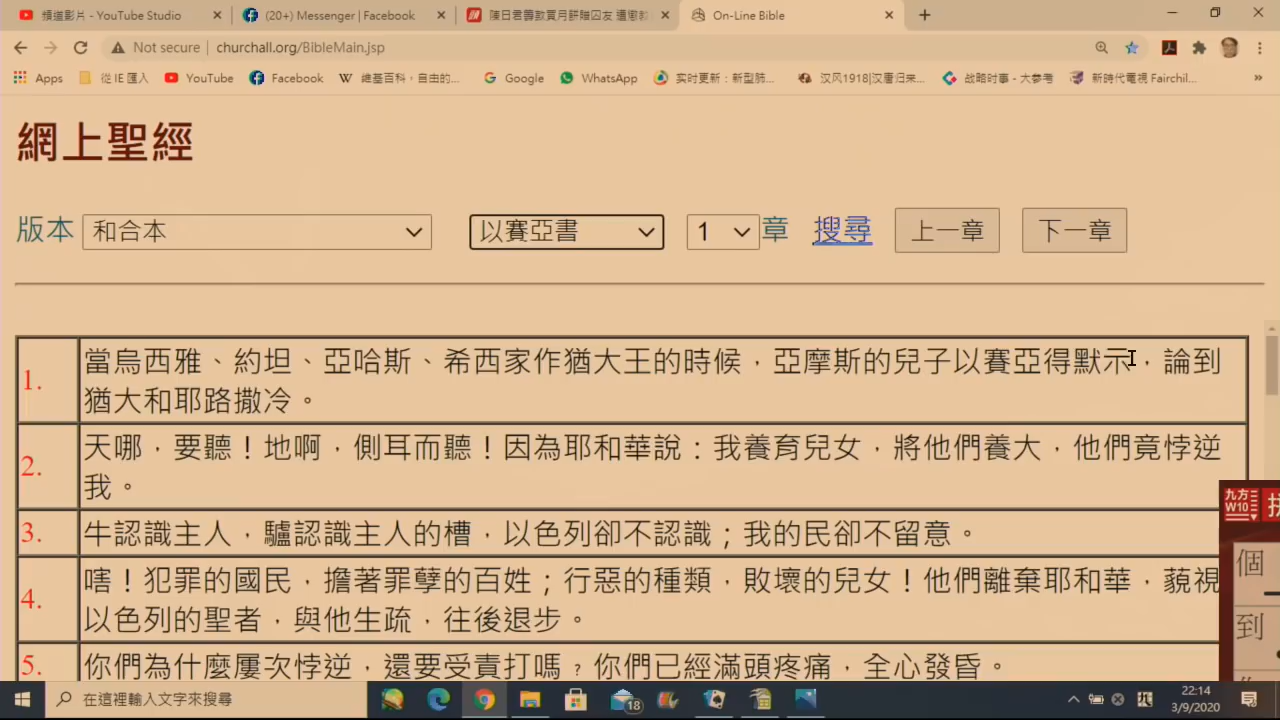 頻道影片 - YouTube Studio
(20+) Messenger | Facebook
On-Line Bible
Not secure
churchall.org/BibleMain.jsp
Apps
從 IE 匯入
YouTube
Facebook
維基百科，自由的...
Google
WhatsApp
实时更新：新型肺...
汉风1918|汉唐归来...
战略时事 - 大参考
新時代電視 Fairchil...
網上聖經
版本 和合本 以賽亞書 1 章 搜尋 上一章 下一章
1. 當烏西雅、約坦、亞哈斯、希西家作猶大王的時候，亞摩斯的兒子以賽亞得默示，論到
猶大和耶路撒冷。
2. 天哪，要聽！地啊，側耳而聽！因為耶和華說：我養育兒女，將他們養大，他們竟悖逆
我。
3. 牛認識主人，驢認識主人的槽，以色列卻不認識；我的民卻不留意。
4. 嗐！犯罪的國民，擔著罪孽的百姓；行惡的種類，敗壞的兒女！他們離棄耶和華，藐視
以色列的聖者，與他生疏，往後退步。
5. 你們為什麼屢次悖逆，還要受責打嗎？你們已經滿頭疼痛，全心發昏。
九方
W10
拼
個
到
在這裡輸入文字來搜尋
18
22:14
3/9/2020